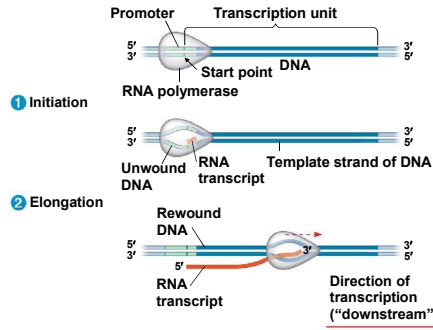 Promoter
Transcription unit
5′
3′
3′
5′
Start point
DNA
RNA polymerase
1 Initiation
5′
3′
3′
5′
Unwound
DNA
RNA
transcript
Template strand of DNA
2 Elongation
Rewound
DNA
5′
3′
3′
3′
5′
5′
RNA
transcript
Direction of
transcription
("downstream"